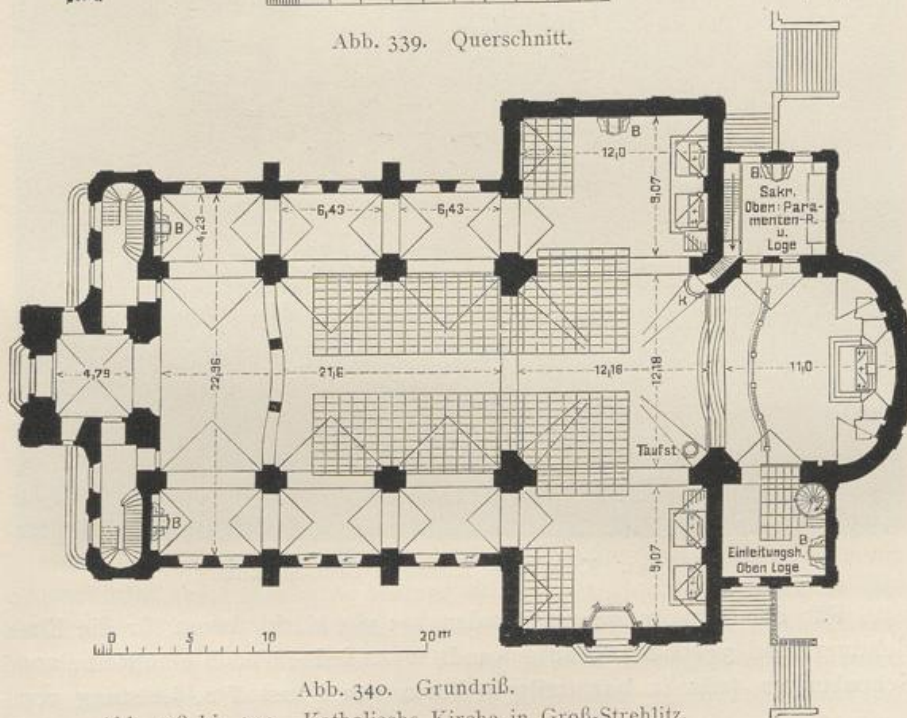 Abb. 339. Querschnitt.
B
12,0
9,07
B.
Sakr.
Oben: Para-
menten-R.
u.
Loge
6,43
6,43
4,23
B
K
4,79
22,96
21,6
12,18
12,18
11,0
Taufst
B
9,07
B
Einleitungsh.
Oben Loge
0 5 10 20 m
Abb. 340. Grundriß.
Katholische Kirche in Groß-Strehlitz